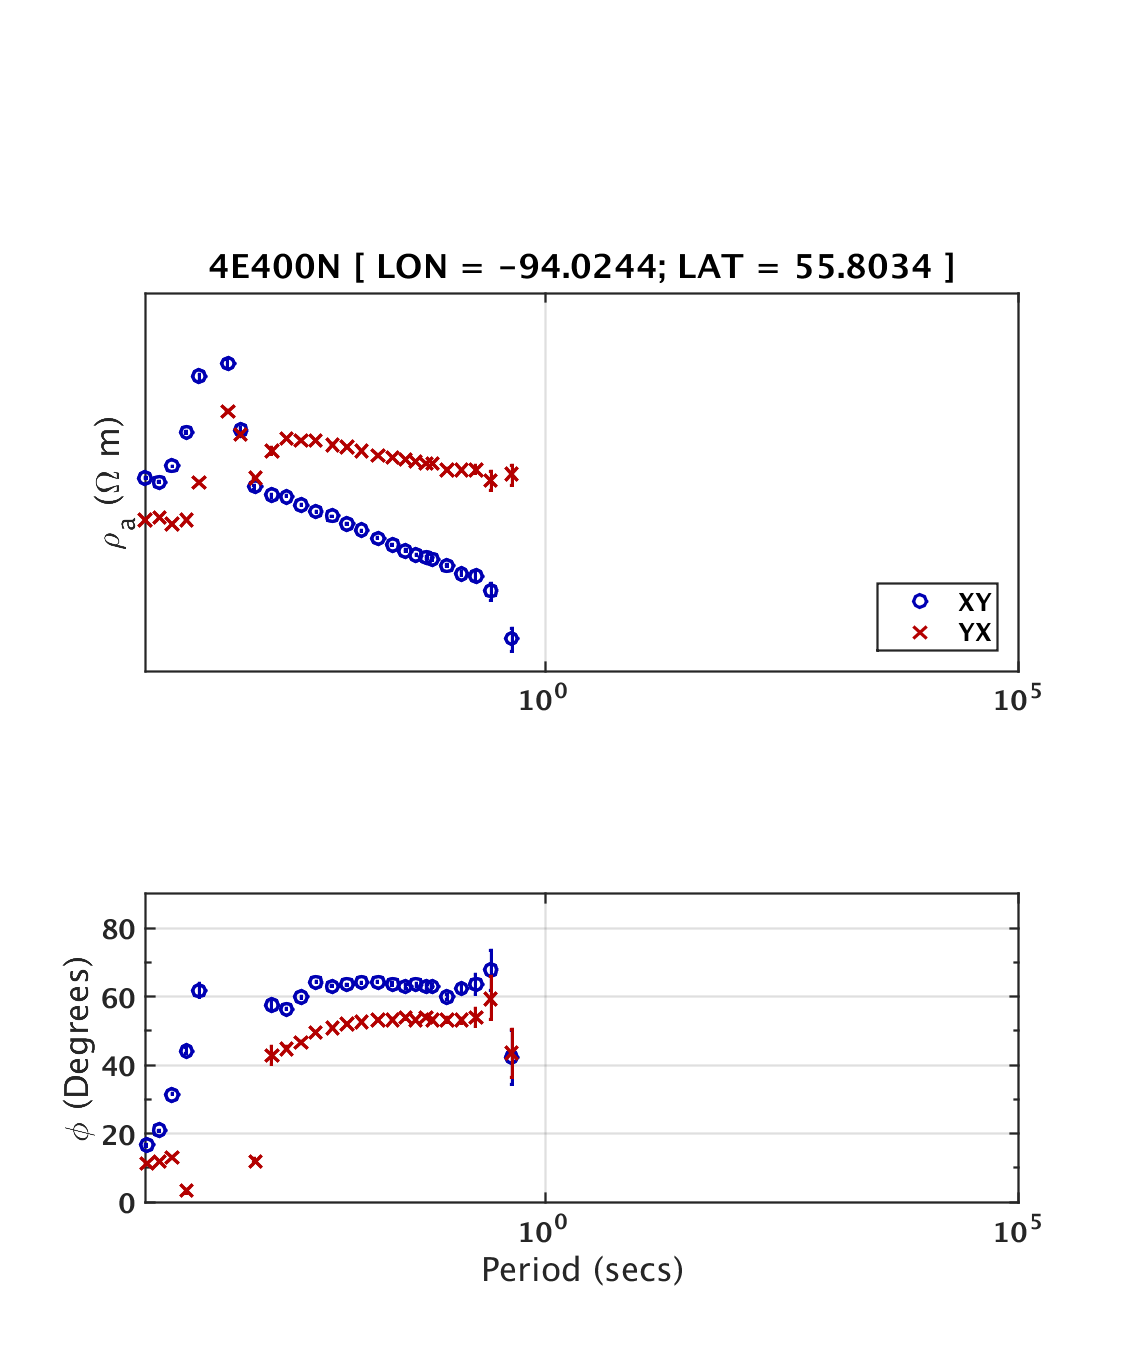 4E400N [ LON = -94.0244; LAT = 55.8034 ]
ρa (Ω m)
XY
YX
10^0 10^5
ϕ (Degrees)
80
60
40
20
0
10^0 10^5
Period (secs)